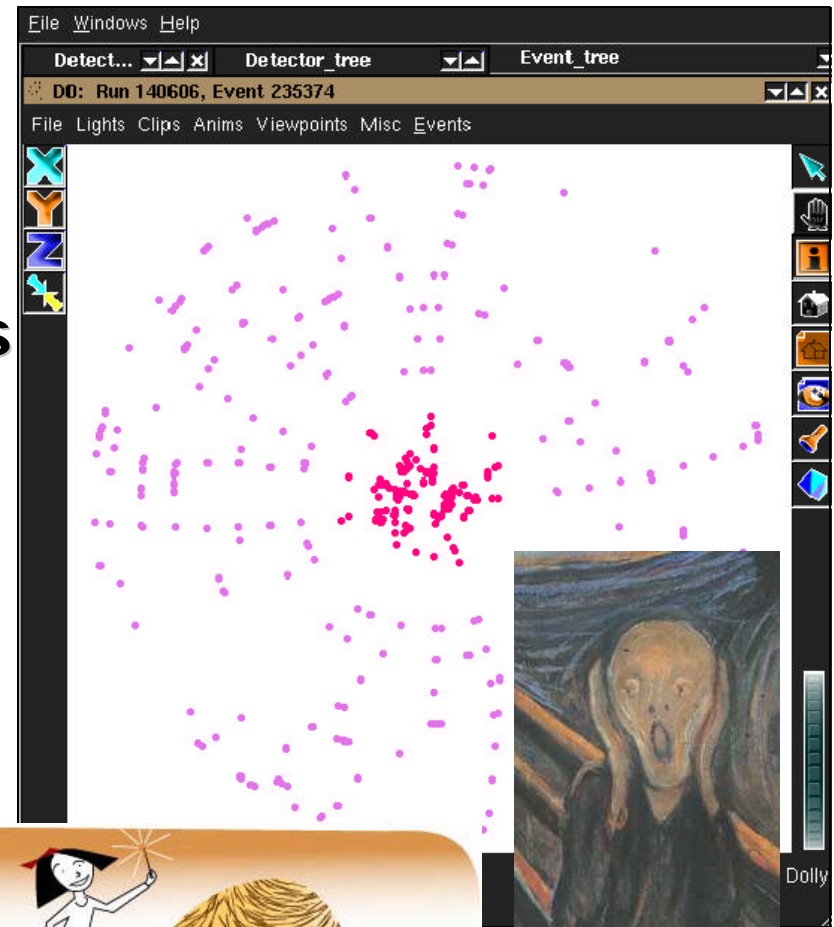 File Windows Help
Detect... Detector_tree Event_tree
D0: Run 140606, Event 235374
File Lights Clips Anims Viewpoints Misc Events
X
Y
Z
s
Dolly